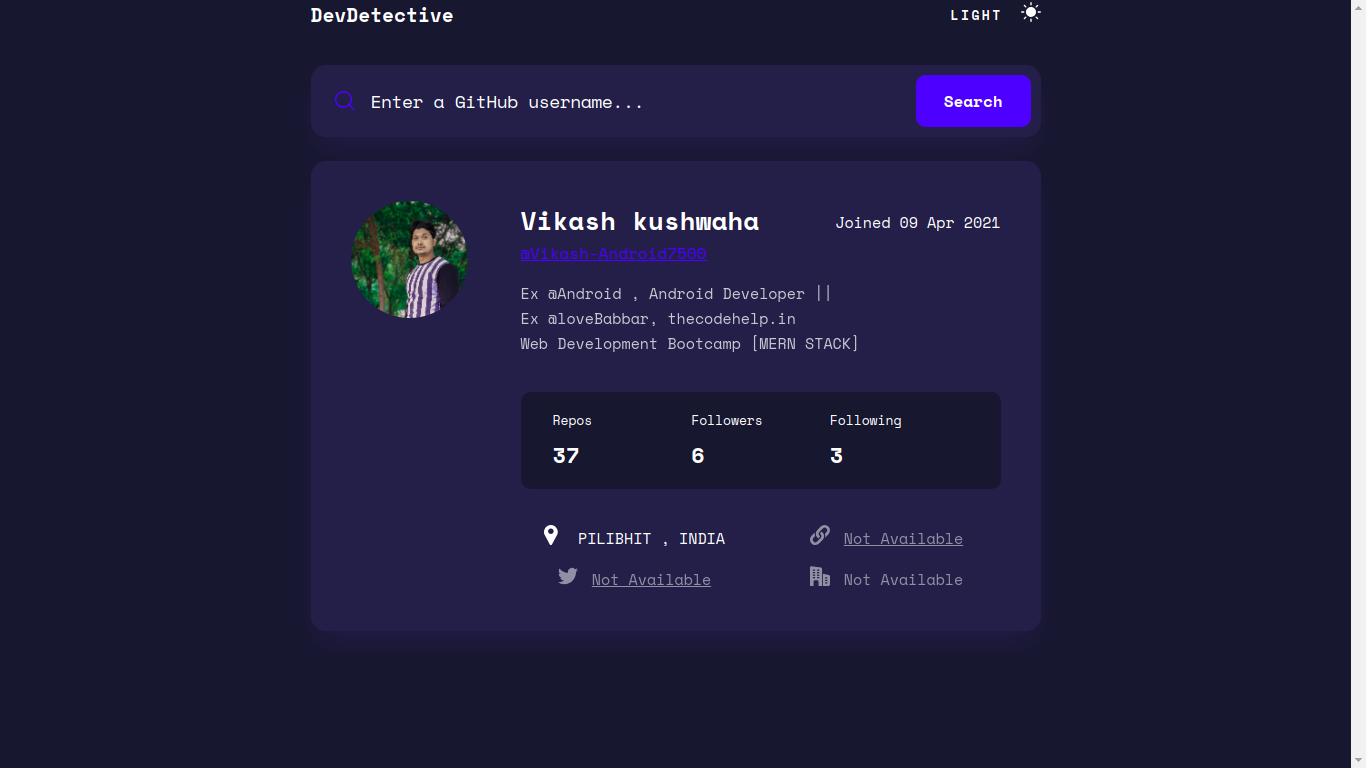 DevDetective
LIGHT
Enter a GitHub username...
Search
Vikash kushwaha
Joined 09 Apr 2021
@Vikash-Android7500
Ex @Android , Android Developer ||
Ex @loveBabbar, thecodehelp.in
Web Development Bootcamp [MERN STACK]
Repos Followers Following
37 6 3
PILIBHIT , INDIA Not Available
Not Available Not Available